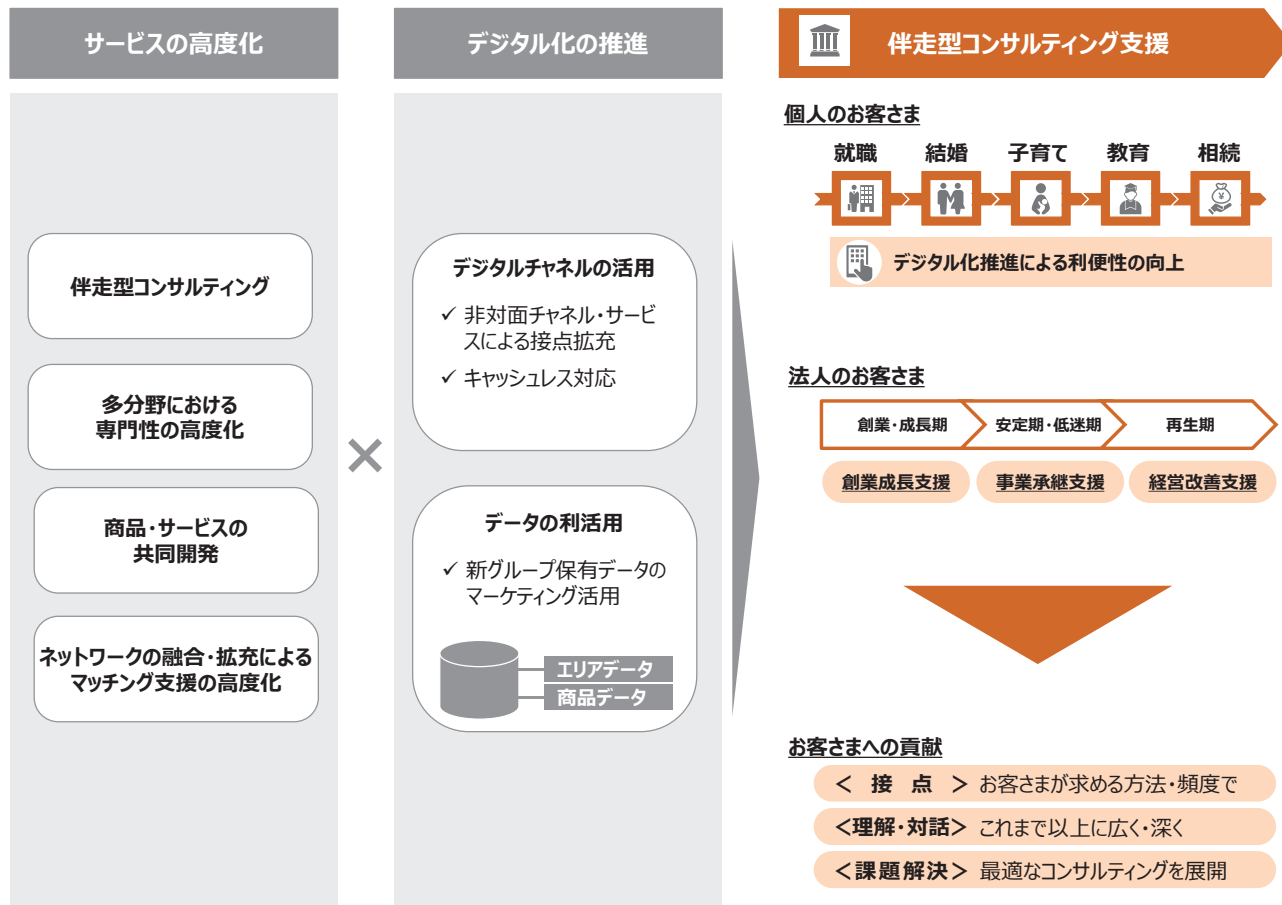 サービスの高度化
伴走型コンサルティング
多分野における
専門性の高度化
商品・サービスの
共同開発
ネットワークの融合・拡充による
マッチング支援の高度化
×
デジタル化の推進
デジタルチャネルの活用
✓ 非対面チャネル・サービ
スによる接点拡充
✓ キャッシュレス対応
データの利活用
✓ 新グループ保有データの
マーケティング活用
エリアデータ
商品データ
伴走型コンサルティング支援
個人のお客さま
就職 結婚 子育て 教育 相続
¥
デジタル化推進による利便性の向上
法人のお客さま
創業・成長期 安定期・低迷期 再生期
創業成長支援 事業承継支援 経営改善支援
お客さまへの貢献
＜ 接 点 ＞ お客さまが求める方法・頻度で
＜理解・対話＞ これまで以上に広く・深く
＜課題解決＞ 最適なコンサルティングを展開